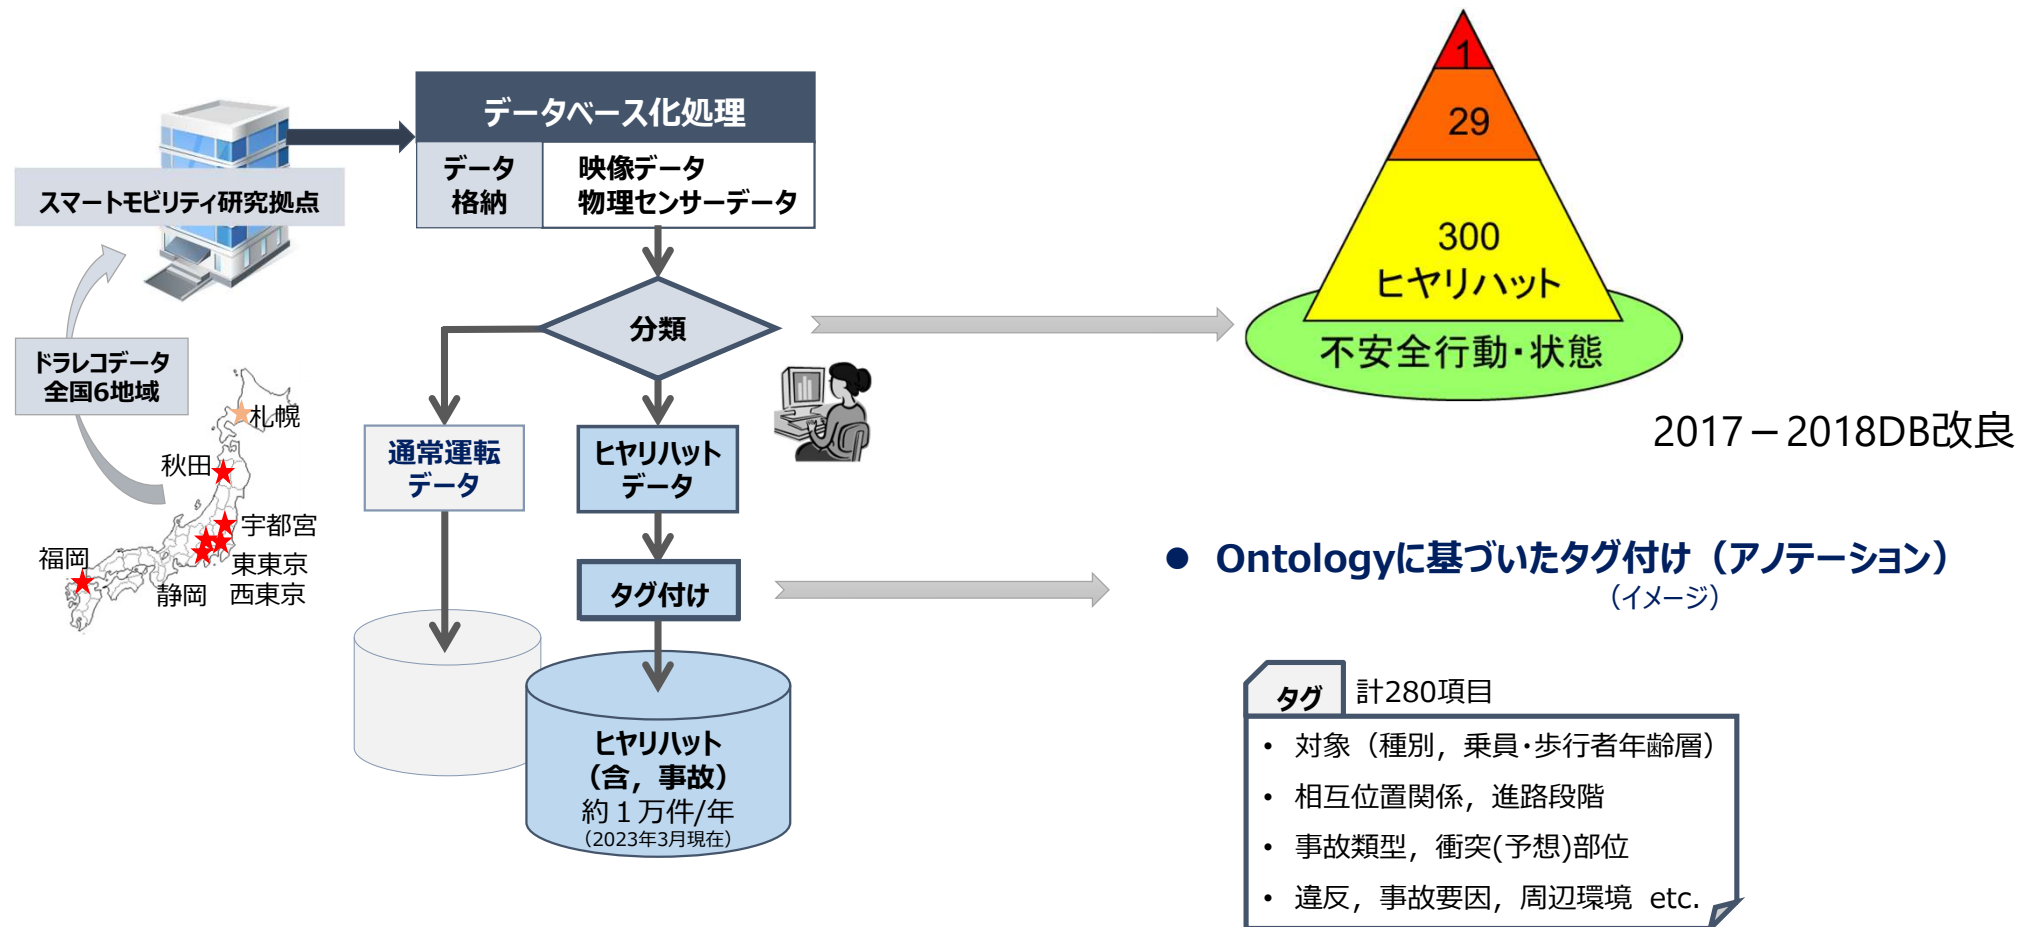 データベース化処理
データ
格納
映像データ
物理センサーデータ
スマートモビリティ研究拠点
ドラレコデータ
全国6地域
札幌
秋田
宇都宮
福岡
東東京
静岡
西東京
分類
通常運転
データ
ヒヤリハット
データ
タグ付け
ヒヤリハット
（含，事故）
約１万件/年
（2023年3月現在）
1
29
300
ヒヤリハット
不安全行動・状態
2017－2018DB改良
● Ontologyに基づいたタグ付け（アノテーション）
（イメージ）
タグ
計280項目
• 対象（種別，乗員・歩行者年齢層）
• 相互位置関係，進路段階
• 事故類型，衝突(予想)部位
• 違反，事故要因，周辺環境 etc.